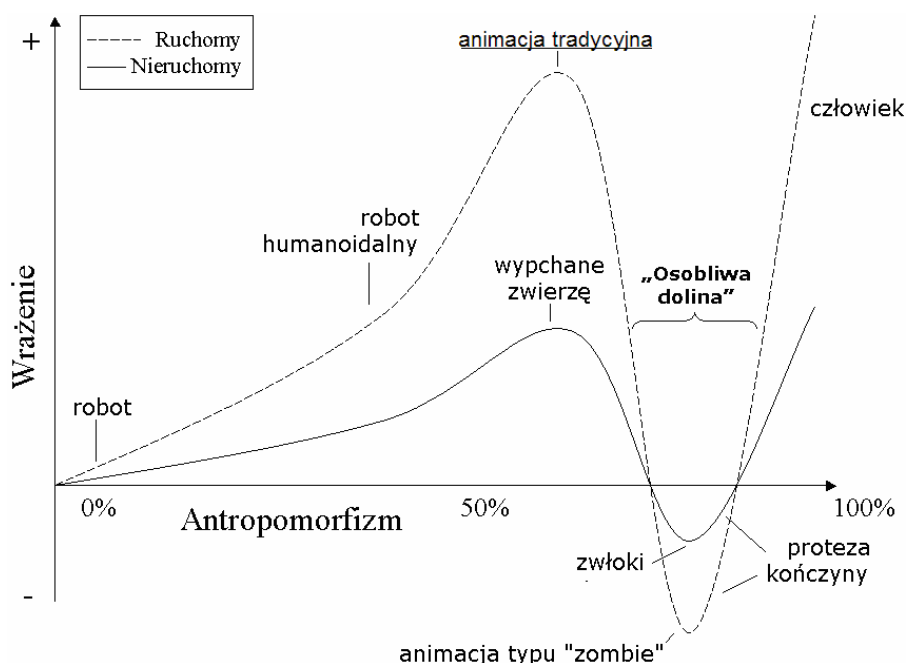 +
Ruchomy
Nieruchomy
animacja tradycyjna
człowiek
robot
humanoidalny
wypchane
zwierzę
„Osobliwa
dolina”
Wrażenie
robot
0%
Antropomorfizm
50%
100%
zwłoki
proteza
kończyny
-
animacja typu "zombie"